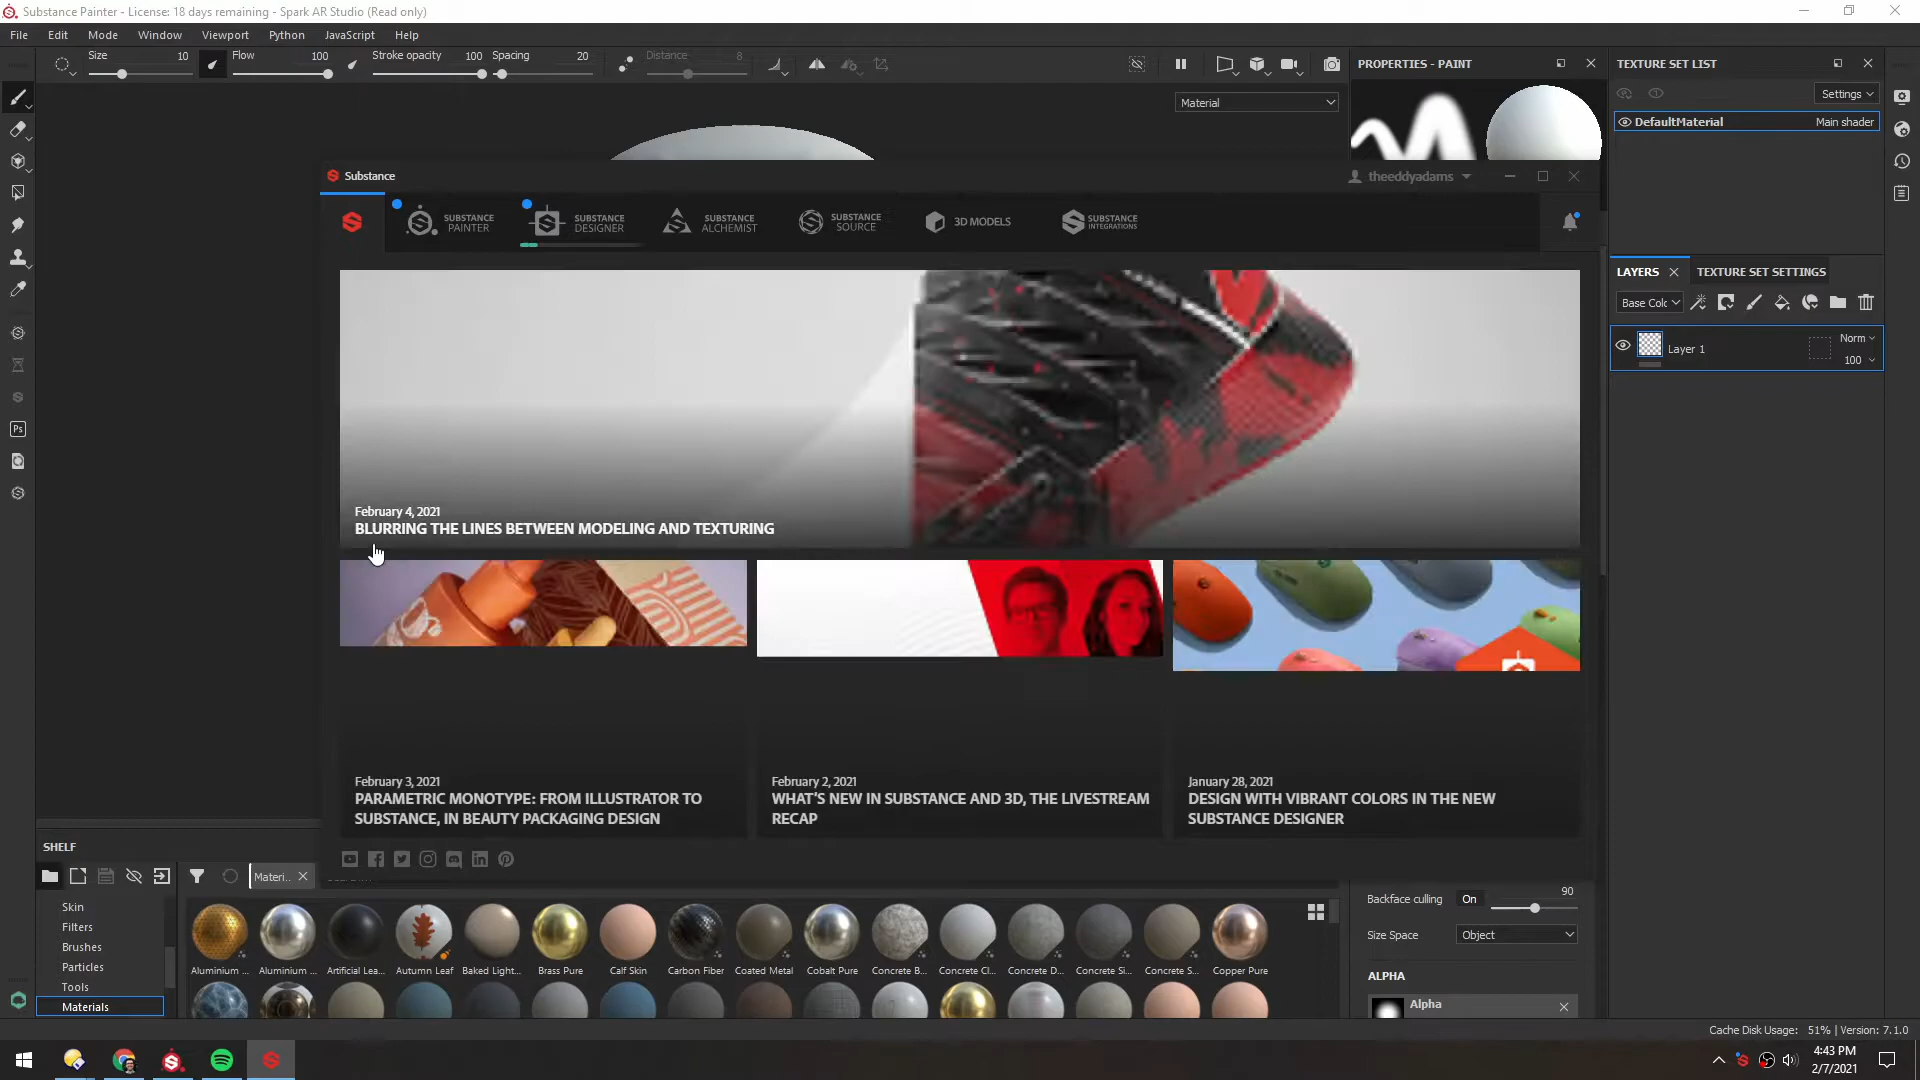 Substance Painter - License: 18 days remaining - Spark AR Studio (Read only)
File Edit Mode Window Viewport Python JavaScript Help
Size 10 Flow 100 Stroke opacity 100 Spacing 20 Distance 8
Material
PROPERTIES - PAINT
TEXTURE SET LIST
Settings
DefaultMaterial Main shader
Substance
theeddyadams
SUBSTANCE PAINTER
SUBSTANCE DESIGNER
SUBSTANCE ALCHEMIST
SUBSTANCE SOURCE
3D MODELS
SUBSTANCE INTEGRATIONS
LAYERS TEXTURE SET SETTINGS
Base Colc
Layer 1
Norm
100
February 4, 2021
BLURRING THE LINES BETWEEN MODELING AND TEXTURING
February 3, 2021
PARAMETRIC MONOTYPE: FROM ILLUSTRATOR TO
SUBSTANCE, IN BEAUTY PACKAGING DESIGN
February 2, 2021
WHAT'S NEW IN SUBSTANCE AND 3D, THE LIVESTREAM
RECAP
January 28, 2021
DESIGN WITH VIBRANT COLORS IN THE NEW
SUBSTANCE DESIGNER
Ps
SHELF
Materi..
Skin
Filters
Brushes
Particles
Tools
Materials
Aluminium ... Aluminium ... Artificial Lea... Autumn Leaf Baked Light... Brass Pure Calf Skin Carbon Fiber Coated Metal Cobalt Pure Concrete B... Concrete Cl... Concrete D... Concrete Si... Concrete S... Copper Pure
90
Backface culling On
Size Space Object
ALPHA
Alpha
Cache Disk Usage: 51% | Version: 7.1.0
4:43 PM
2/7/2021